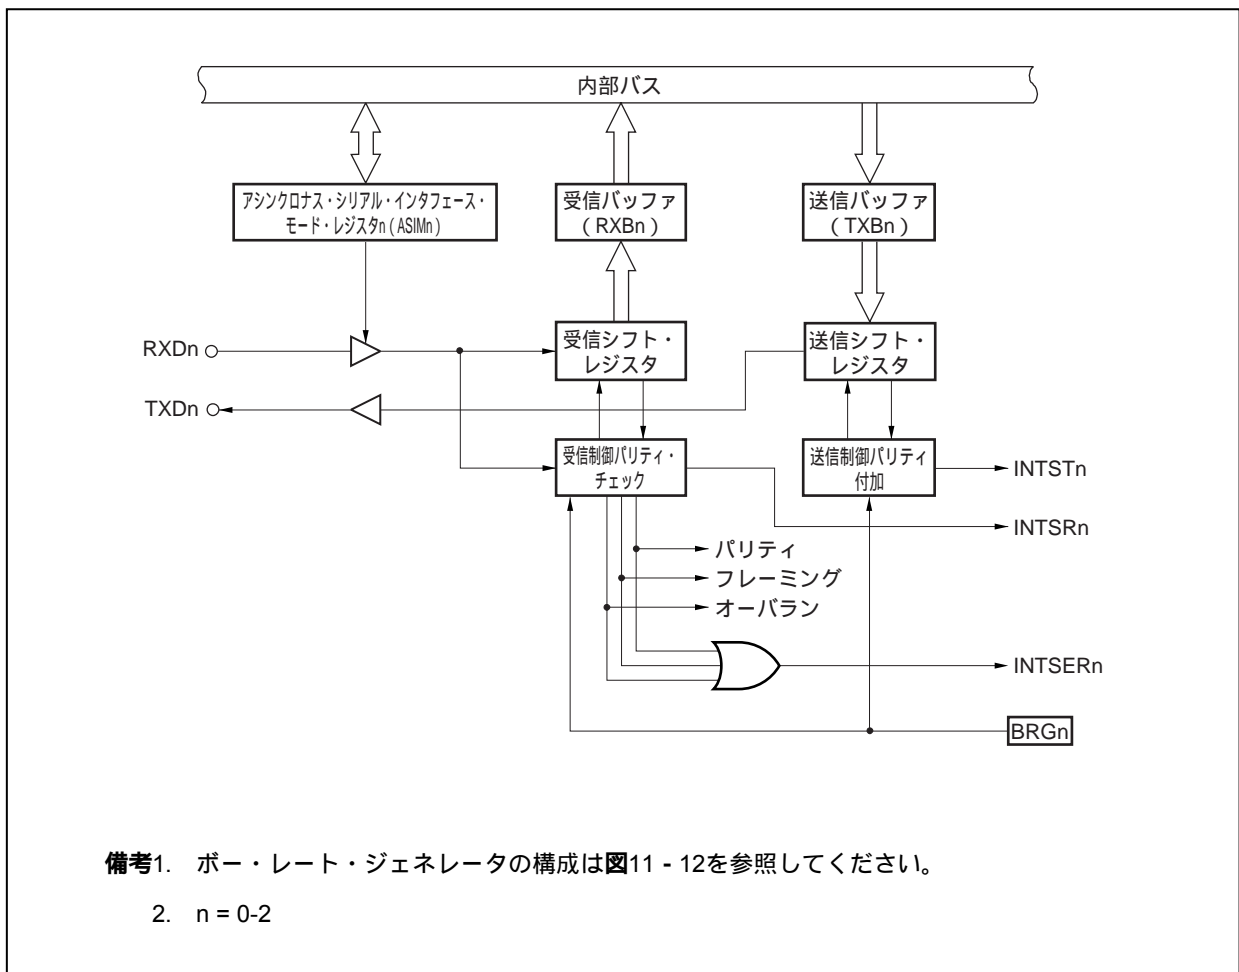 内部バス
アシンクロナス・シリアル・インタフェース・
モード・レジスタn(ASIMn)
受信バッファ
(RXBn)
送信バッファ
(TXBn)
RXDn
受信シフト・
レジスタ
送信シフト・
レジスタ
TXDn
受信制御パリティ・
チェック
送信制御パリティ
付加
INTSTn
INTSRn
パリティ
フレーミング
オーバラン
INTSERn
BRGn
備考1. ボー・レート・ジェネレータの構成は図11-12を参照してください。
2. n = 0-2